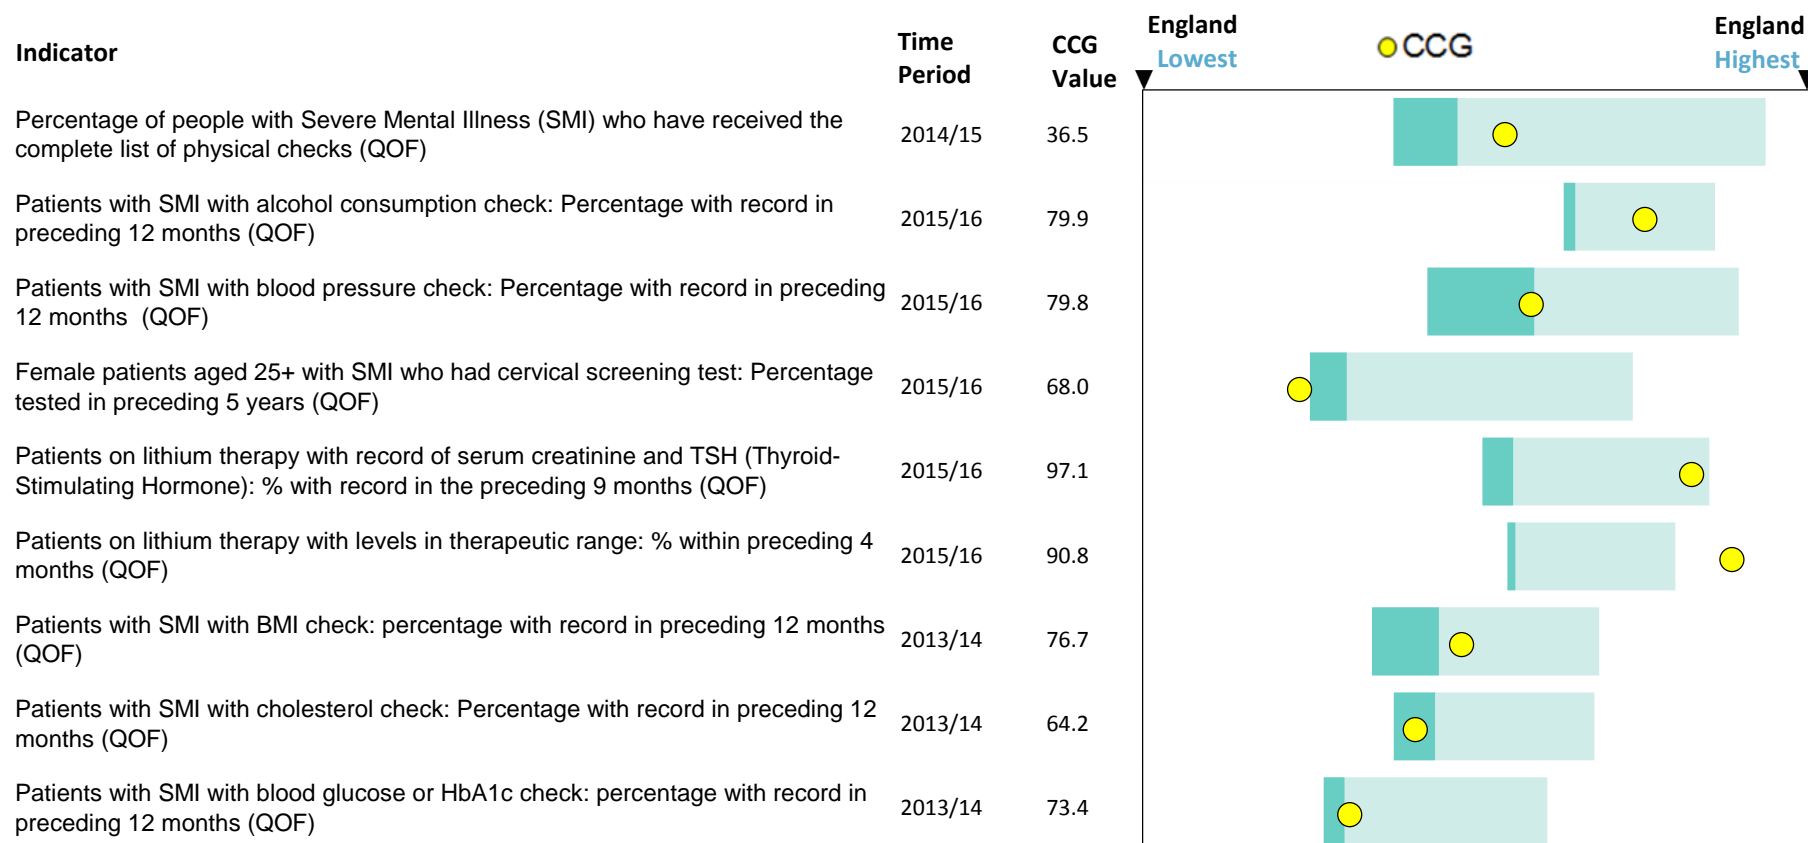 Indicator
Time Period
CCG Value
England Lowest
CCG
England Highest
Percentage of people with Severe Mental Illness (SMI) who have received the
complete list of physical checks (QOF)
2014/15 36.5
Patients with SMI with alcohol consumption check: Percentage with record in
preceding 12 months (QOF)
2015/16 79.9
Patients with SMI with blood pressure check: Percentage with record in preceding
12 months (QOF)
2015/16 79.8
Female patients aged 25+ with SMI who had cervical screening test: Percentage
tested in preceding 5 years (QOF)
2015/16 68.0
Patients on lithium therapy with record of serum creatinine and TSH (Thyroid-
Stimulating Hormone): % with record in the preceding 9 months (QOF)
2015/16 97.1
Patients on lithium therapy with levels in therapeutic range: % within preceding 4
months (QOF)
2015/16 90.8
Patients with SMI with BMI check: percentage with record in preceding 12 months
(QOF)
2013/14 76.7
Patients with SMI with cholesterol check: Percentage with record in preceding 12
months (QOF)
2013/14 64.2
Patients with SMI with blood glucose or HbA1c check: percentage with record in
preceding 12 months (QOF)
2013/14 73.4